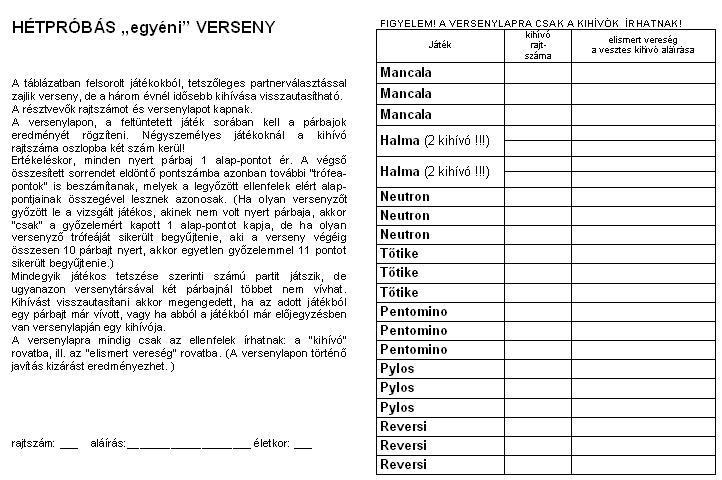 HÉTPRÓBÁS „egyéni” VERSENY
A táblázatban felsorolt játékokból, tetszőleges partnerválasztással
zajlik verseny, de a három évnél idősebb kihívása visszautasítható.
A résztvevők rajtszámot és versenylapot kapnak.
A versenylapon, a feltüntetett játék sorában kell a párbajok
eredményét rögzíteni. Négyszemélyes játékoknál a kihívó
rajtszáma oszlopba két szám kerül!
Értékeléskor, minden nyert párbaj 1 alap-pontot ér. A végső
összesített sorrendet eldöntő pontszámba azonban további "trófea-
pontok" is beszámítanak, melyek a legyőzött ellenfelek elért alap-
pontjainak összegével lesznek azonosak. (Ha olyan versenyzőt
győzött le a vizsgált játékos, akinek nem volt nyert párbaja, akkor
"csak" a győzelemért kapott 1 alap-pontot kapja, de ha olyan
versenyző trófeáját sikerült begyűjtenie, aki a verseny végéig
összesen 10 párbajt nyert, akkor egyetlen győzelemmel 11 pontot
sikerült begyűjtenie.)
Mindegyik játékos tetszése szerinti számú partit játszik, de
ugyanazon versenytársával két párbajnál többet nem vívhat.
Kihívást visszautasítani akkor megengedett, ha az adott játékból
egy párbajt már vívott, vagy ha abból a játékból már előjegyzésben
van versenylapján egy kihívója.
A versenylapra mindig csak az ellenfelek írhatnak: a "kihívó"
rovatba, ill. az "elismert vereség" rovatba. (A versenylapon történő
javítás kizárást eredményezhet. )
rajtszám: ___ aláírás:____________________ életkor: ___
FIGYELEM! A VERSENYLAPRA CSAK A KIHÍVÓK ÍRHATNAK!
Játék
kihívó
rajt-
száma
elismert vereség
a vesztes kihívó aláírása
Mancala
Mancala
Mancala
Halma (2 kihívó !!!)
Halma (2 kihívó !!!)
Neutron
Neutron
Neutron
Tőtike
Tőtike
Tőtike
Pentomino
Pentomino
Pentomino
Pylos
Pylos
Pylos
Reversi
Reversi
Reversi